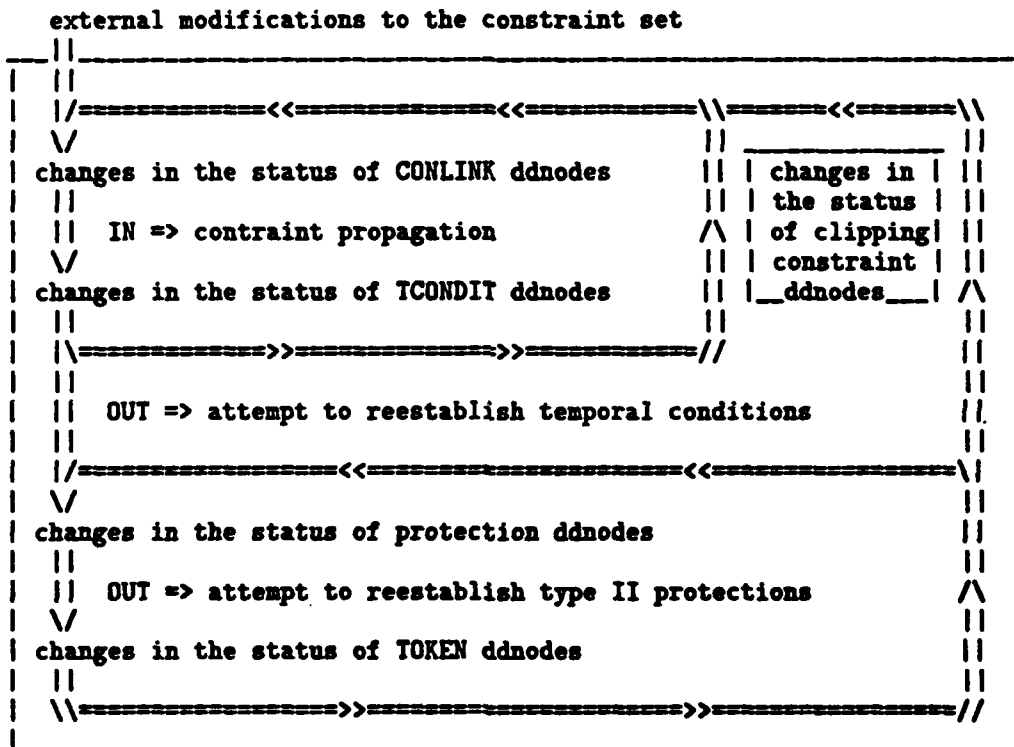 external modifications to the constraint set
changes in the status of CONLINK ddnodes
IN => contraint propagation
changes in the status of TCONDIT ddnodes
changes in
the status
of clipping
constraint
ddnodes
OUT => attempt to reestablish temporal conditions
changes in the status of protection ddnodes
OUT => attempt to reestablish type II protections
changes in the status of TOKEN ddnodes